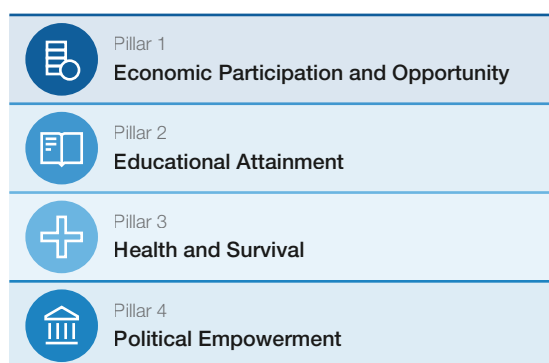 Pillar 1
Economic Participation and Opportunity
Pillar 2
Educational Attainment
Pillar 3
Health and Survival
Pillar 4
Political Empowerment